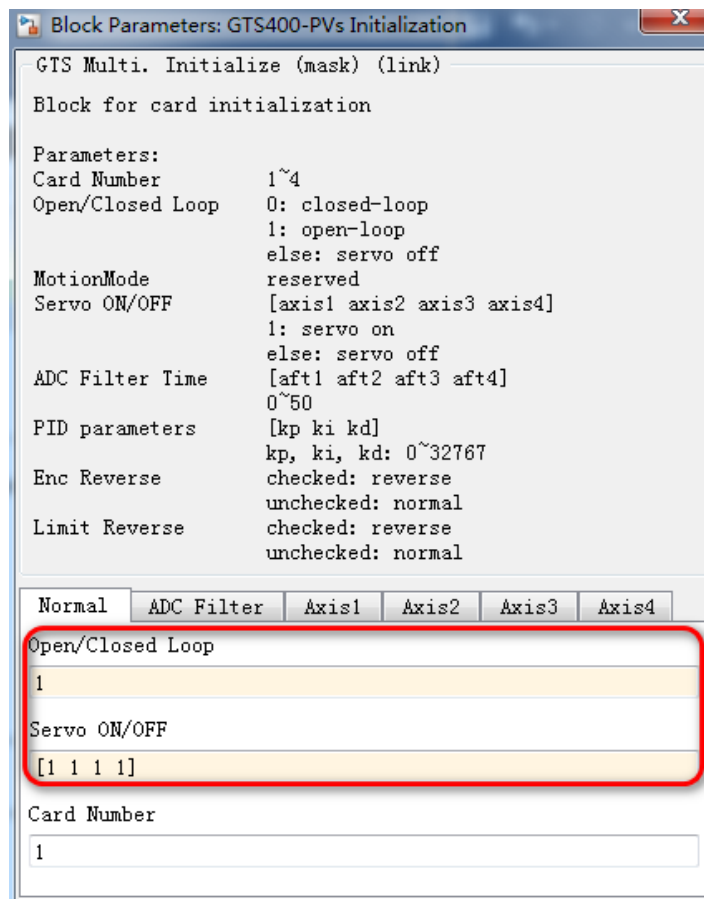 Block Parameters: GTS400-PVs Initialization
GTS Multi. Initialize (mask) (link)
Block for card initialization
Parameters:
Card Number 1~4
Open/Closed Loop 0: closed-loop
1: open-loop
else: servo off
MotionMode reserved
Servo ON/OFF [axis1 axis2 axis3 axis4]
1: servo on
else: servo off
ADC Filter Time [aft1 aft2 aft3 aft4]
0~50
PID parameters [kp ki kd]
kp, ki, kd: 0~32767
Enc Reverse checked: reverse
unchecked: normal
Limit Reverse checked: reverse
unchecked: normal
Normal ADC Filter Axis1 Axis2 Axis3 Axis4
Open/Closed Loop
1
Servo ON/OFF
[1 1 1 1]
Card Number
1